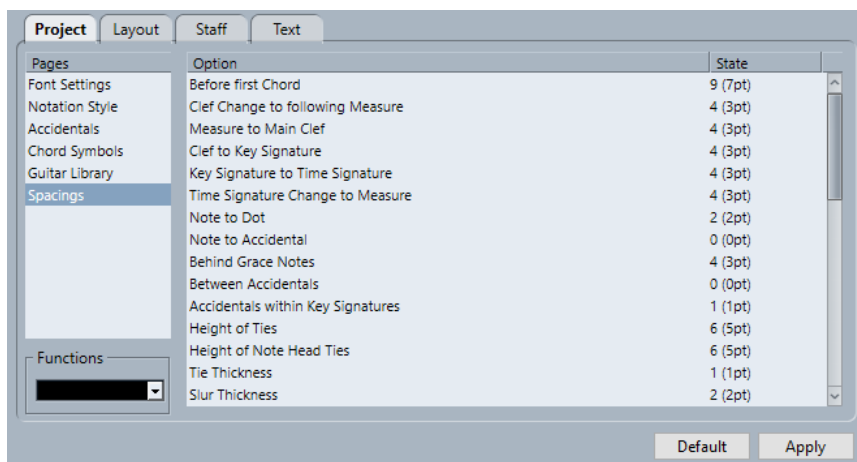 Project Layout Staff Text
Pages
Font Settings
Notation Style
Accidentals
Chord Symbols
Guitar Library
Spacings
Functions
Option State
Before first Chord 9 (7pt)
Clef Change to following Measure 4 (3pt)
Measure to Main Clef 4 (3pt)
Clef to Key Signature 4 (3pt)
Key Signature to Time Signature 4 (3pt)
Time Signature Change to Measure 4 (3pt)
Note to Dot 2 (2pt)
Note to Accidental 0 (0pt)
Behind Grace Notes 4 (3pt)
Between Accidentals 0 (0pt)
Accidentals within Key Signatures 1 (1pt)
Height of Ties 6 (5pt)
Height of Note Head Ties 6 (5pt)
Tie Thickness 1 (1pt)
Slur Thickness 2 (2pt)
Default Apply